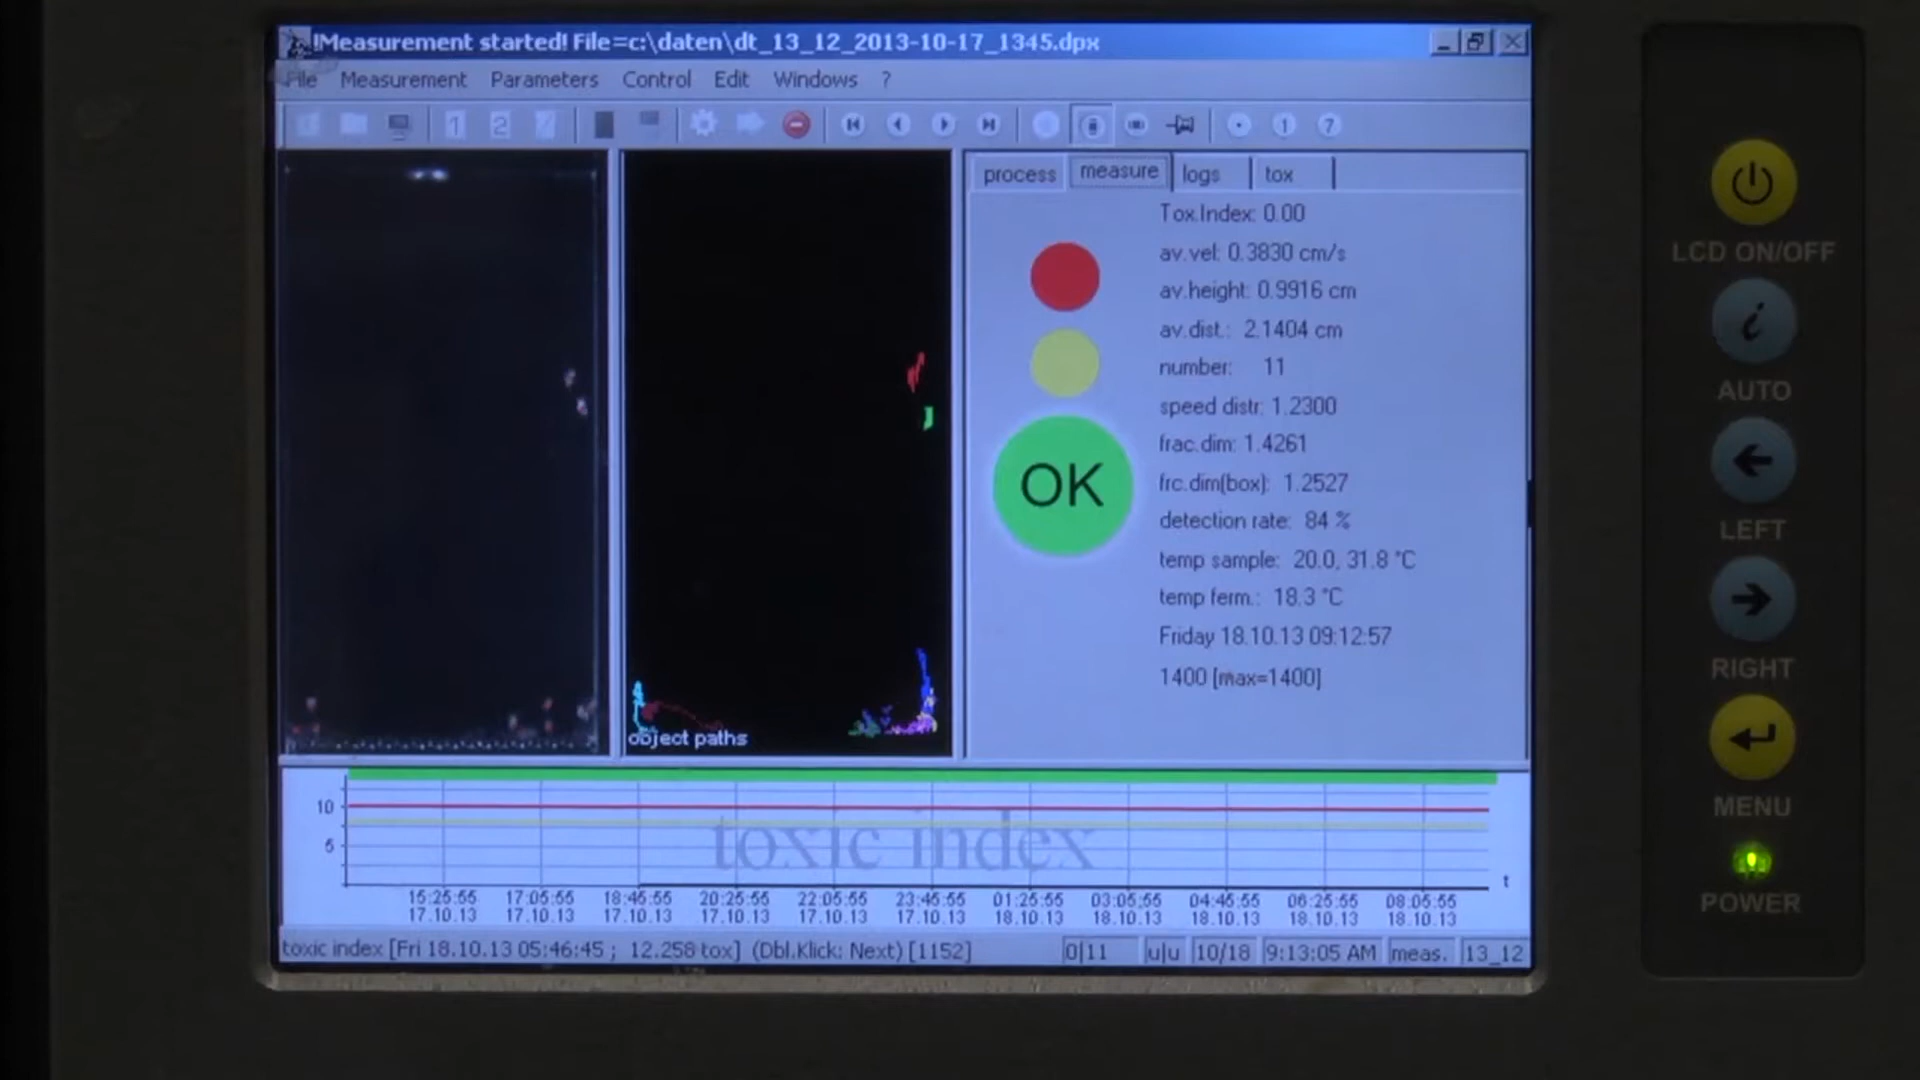 !Measurement started! File=c:\daten\dt_13_12_2013-10-17_1345.dpx
File Measurement Parameters Control Edit Windows ?
1 2 1 ?
process measure logs tox
Tox.Index: 0.00
av.vel: 0.3830 cm/s
av.height: 0.9916 cm
av.dist.: 2.1404 cm
number: 11
speed distr: 1.2300
frac.dim: 1.4261
frc.dim(box): 1.2527
detection rate: 84 %
temp sample: 20.0, 31.8 °C
temp ferm.: 18.3 °C
Friday 18.10.13 09:12:57
1400 [max=1400]
OK
object paths
toxic index
10
5
t
15:25:55 17:05:55 18:45:55 20:25:55 22:05:55 23:45:55 01:25:55 03:05:55 04:45:55 06:25:55 08:05:55
17.10.13 17.10.13 17.10.13 17.10.13 17.10.13 17.10.13 18.10.13 18.10.13 18.10.13 18.10.13 18.10.13
toxic index [Fri 18.10.13 05:46:45 ; 12.258 tox] (Dbl.Klick: Next) [1152] 0|11 u|u 10/18 9:13:05 AM meas. 13_12
LCD ON/OFF
i
AUTO
LEFT
RIGHT
MENU
POWER